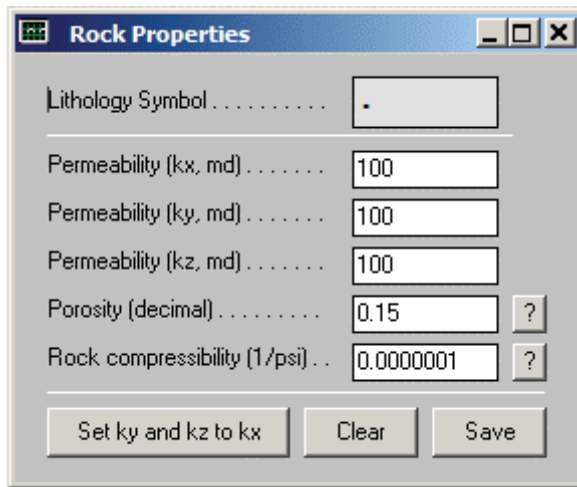 Rock Properties
Lithology Symbol . . . . . . . . . . .
Permeability (kx, md) . . . . . . . 100
Permeability (ky, md) . . . . . . . 100
Permeability (kz, md) . . . . . . . 100
Porosity (decimal) . . . . . . . . . 0.15 ?
Rock compressibility (1/psi) . . 0.0000001 ?
Set ky and kz to kx Clear Save